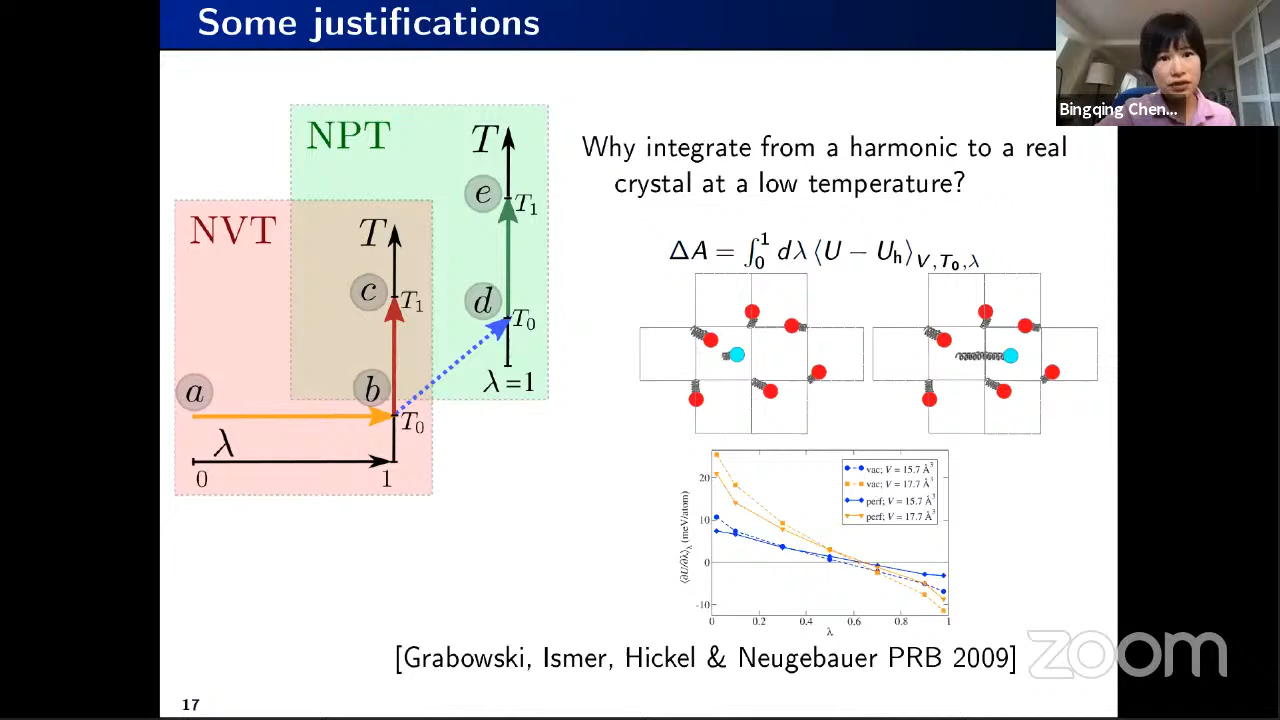 Some justifications
Bingqing Chen...
NPT
T
e
T₁
d
T₀
λ=1
NVT
T
c
T₁
a
b
T₀
λ
0
1
Why integrate from a harmonic to a real
crystal at a low temperature?
ΔA = ∫₀¹ dλ ⟨U − Uₕ⟩_V,T₀,λ
vac; V = 15.7 Å³
vac; V = 17.7 Å³
perf; V = 15.7 Å³
perf; V = 17.7 Å³
⟨∂U/∂λ⟩λ (meV/atom)
20
10
0
-10
0 0.2 0.4 0.6 0.8 1
λ
[Grabowski, Ismer, Hickel & Neugebauer PRB 2009]
zoom
17